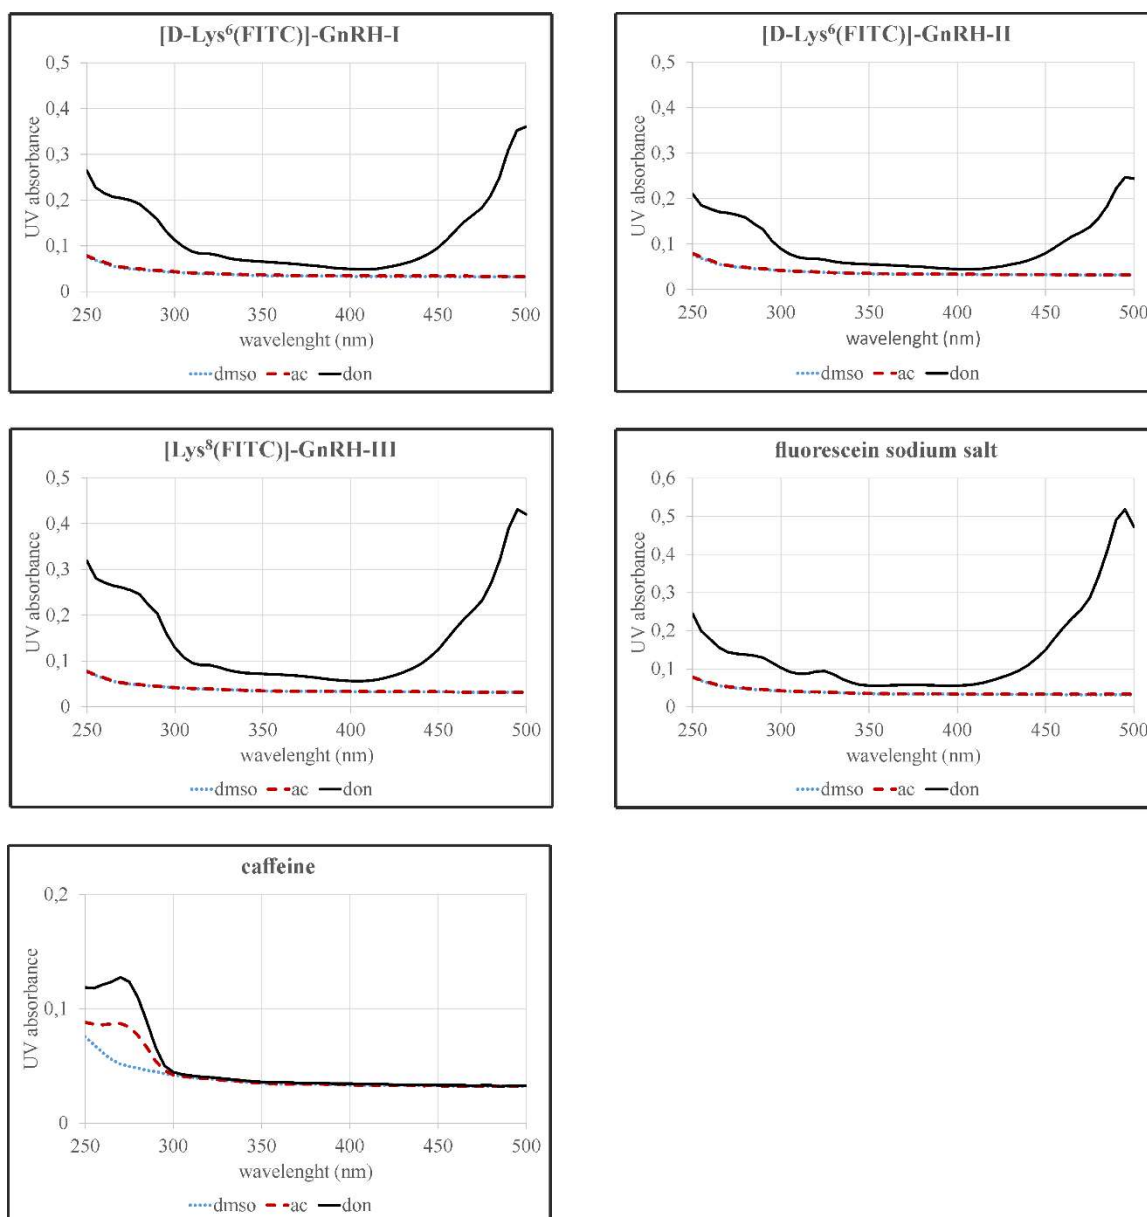 [D-Lys⁶(FITC)]-GnRH-I
0,5
0,4
0,3
0,2
0,1
0
UV absorbance
250 300 350 400 450 500
wavelenght (nm)
dmso ac don
[D-Lys⁶(FITC)]-GnRH-II
0,5
0,4
0,3
0,2
0,1
0
UV absorbance
250 300 350 400 450 500
wavelenght (nm)
dmso ac don
[Lys⁸(FITC)]-GnRH-III
0,5
0,4
0,3
0,2
0,1
0
UV absorbance
250 300 350 400 450 500
wavelenght (nm)
dmso ac don
fluorescein sodium salt
0,6
0,5
0,4
0,3
0,2
0,1
0
UV absorbance
250 300 350 400 450 500
wavelenght (nm)
dmso ac don
caffeine
0,2
0,1
0
UV absorbance
250 300 350 400 450 500
wavelenght (nm)
dmso ac don